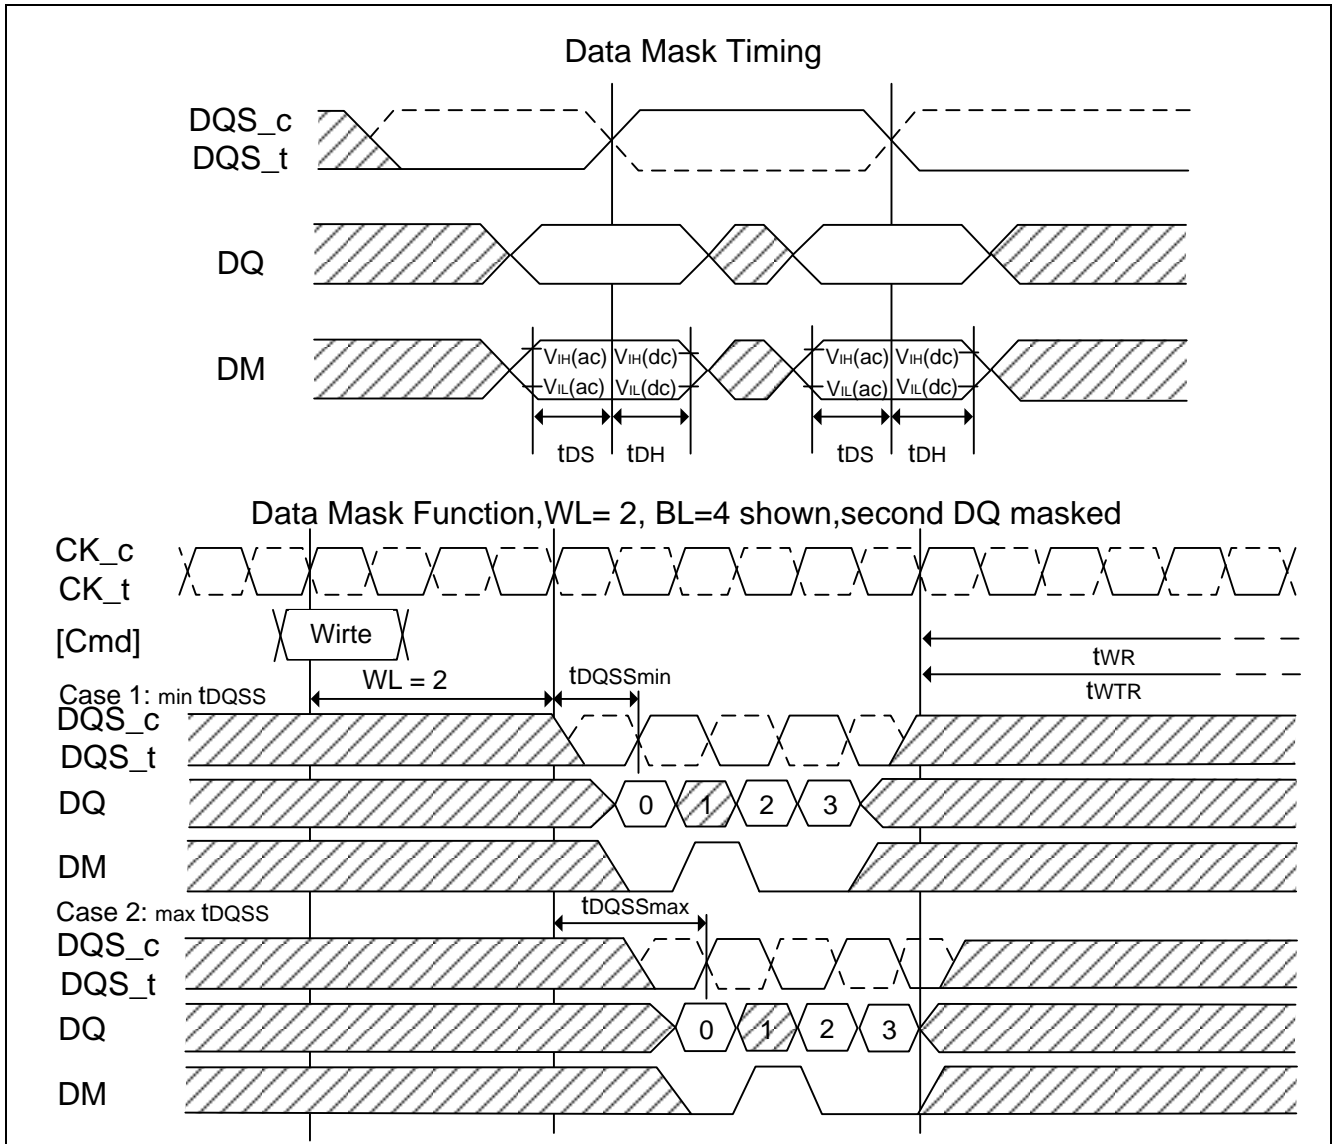 Data Mask Timing
DQS_c
DQS_t
DQ
DM
VIH(ac) VIH(dc) VIH(ac) VIH(dc)
VIL(ac) VIL(dc) VIL(ac) VIL(dc)
tDS tDH tDS tDH
Data Mask Function,WL= 2, BL=4 shown,second DQ masked
CK_c
CK_t
[Cmd] Wirte
tWR
WL = 2 tDQSSmin
tWTR
Case 1: min tDQSS
DQS_c
DQS_t
DQ 0 1 2 3
DM
Case 2: max tDQSS tDQSSmax
DQS_c
DQS_t
DQ 0 1 2 3
DM